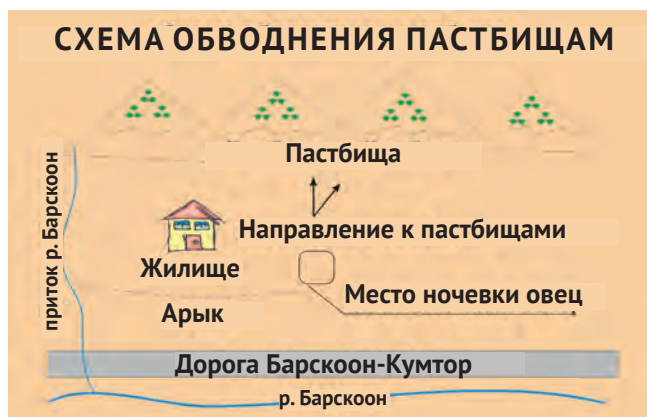 СХЕМА ОБВОДНЕНИЯ ПАСТБИЩАМ
Пастбища
приток р. Барскоон
Направление к пастбищами
Жилище
Место ночевки овец
Арык
Дорога Барскоон-Кумтор
р. Барскоон